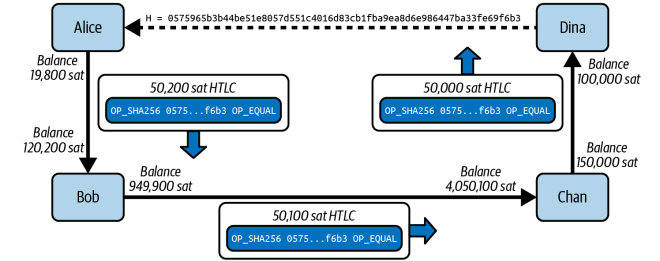 Alice
H = 0575965b3b44be51e8057d551c4016d83cb1fba9ea8d6e986447ba33fe69f6b3
Dina
Balance
19,800 sat
50,200 sat HTLC
OP_SHA256 0575...f6b3 OP_EQUAL
50,000 sat HTLC
OP_SHA256 0575...f6b3 OP_EQUAL
Balance
100,000 sat
Balance
120,200 sat
Balance
150,000 sat
Bob
Balance
949,900 sat
Balance
4,050,100 sat
Chan
50,100 sat HTLC
OP_SHA256 0575...f6b3 OP_EQUAL